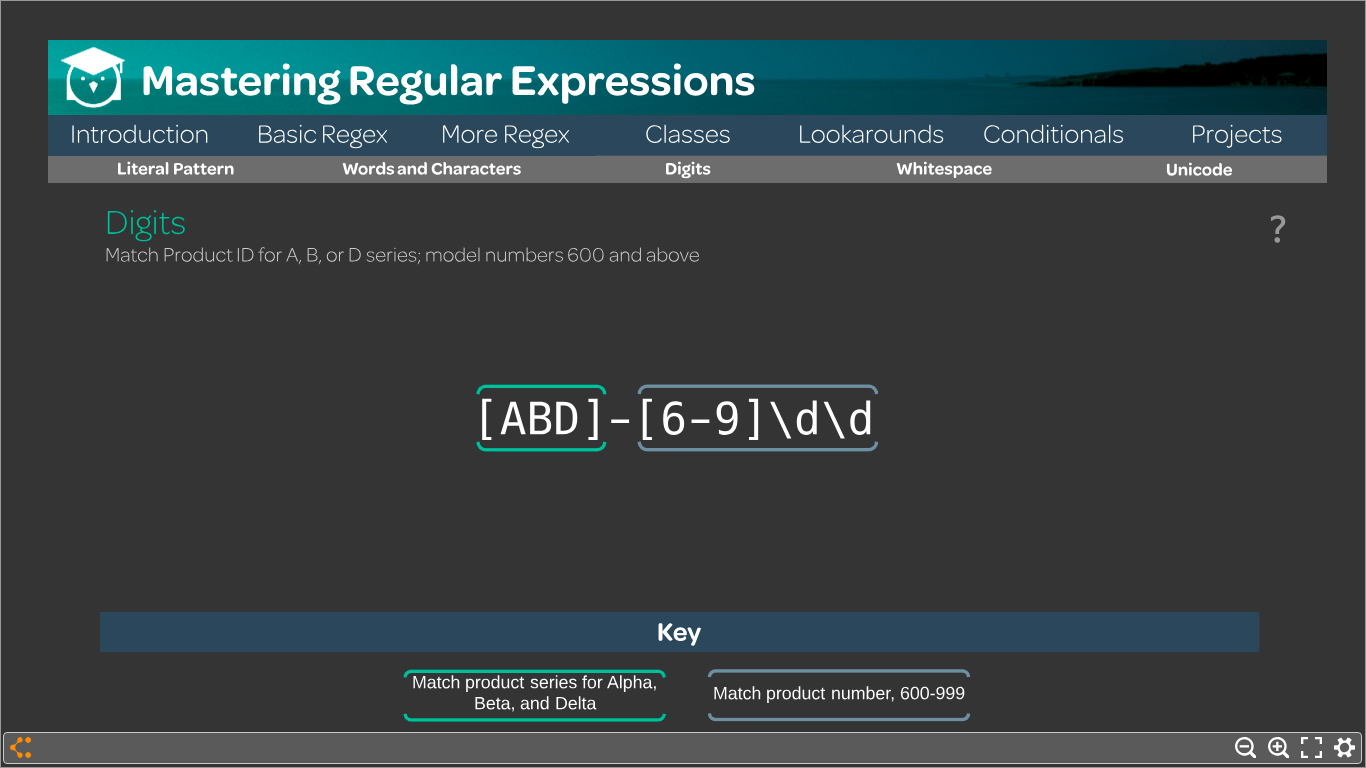 Mastering Regular Expressions
Introduction Basic Regex More Regex Classes Lookarounds Conditionals Projects
Literal Pattern Words and Characters Digits Whitespace Unicode
Digits
?
Match Product ID for A, B, or D series; model numbers 600 and above
[ABD]-[6-9]\d\d
Key
Match product series for Alpha,
Beta, and Delta
Match product number, 600-999